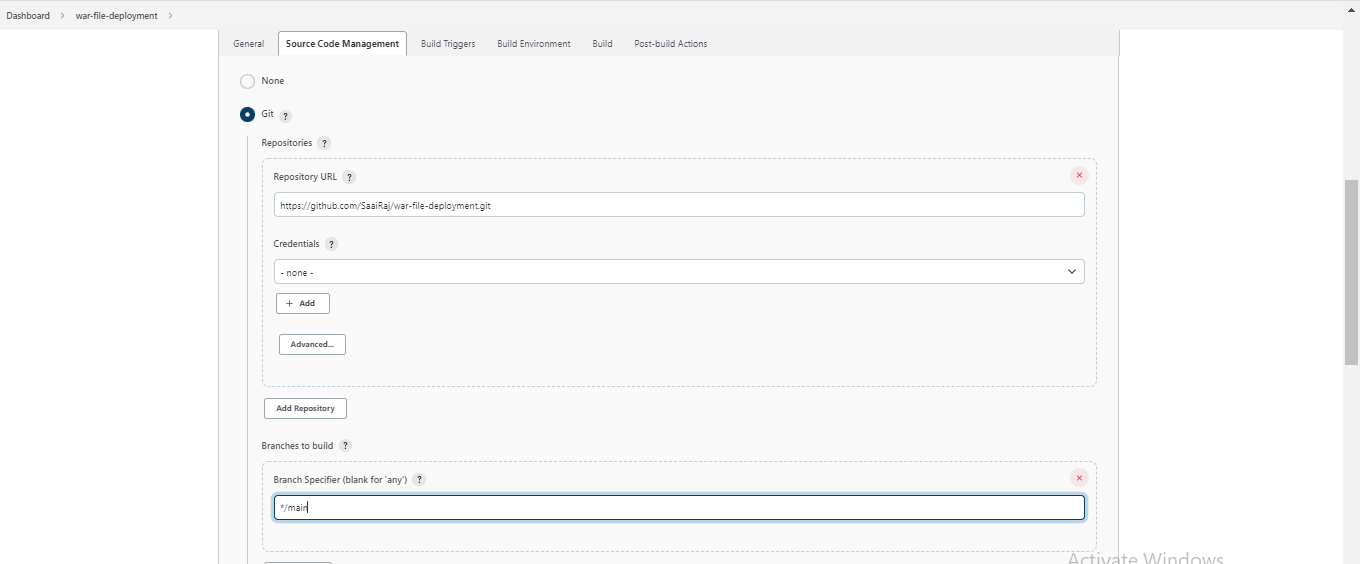 Dashboard > war-file-deployment >
General Source Code Management Build Triggers Build Environment Build Post-build Actions
None
Git ?
Repositories ?
Repository URL ?
×
https://github.com/SaaiRaj/war-file-deployment.git
Credentials ?
- none -
+ Add
Advanced...
Add Repository
Branches to build ?
Branch Specifier (blank for 'any') ?
×
*/main
Activate Windows